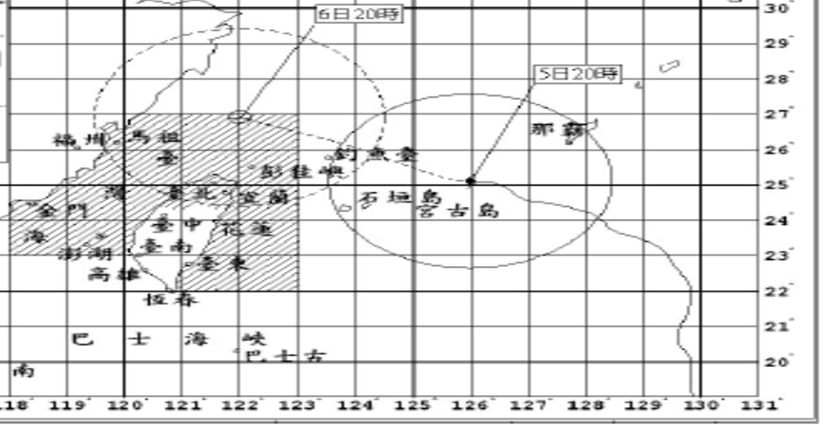 6日20時
30°
29°
5日20時
28°
27°
那霸
福州
馬祖
釣魚臺
26°
臺
彭佳嶼
25°
灣
臺北
宜蘭
石垣島
宮古島
金門
24°
臺中
花蓮
海
臺南
23°
澎湖
臺東
高雄
22°
恆春
21°
巴士海峽
巴士古
20°
南
118° 119° 120° 121° 122° 123° 124° 125° 126° 127° 128° 129° 130° 131°